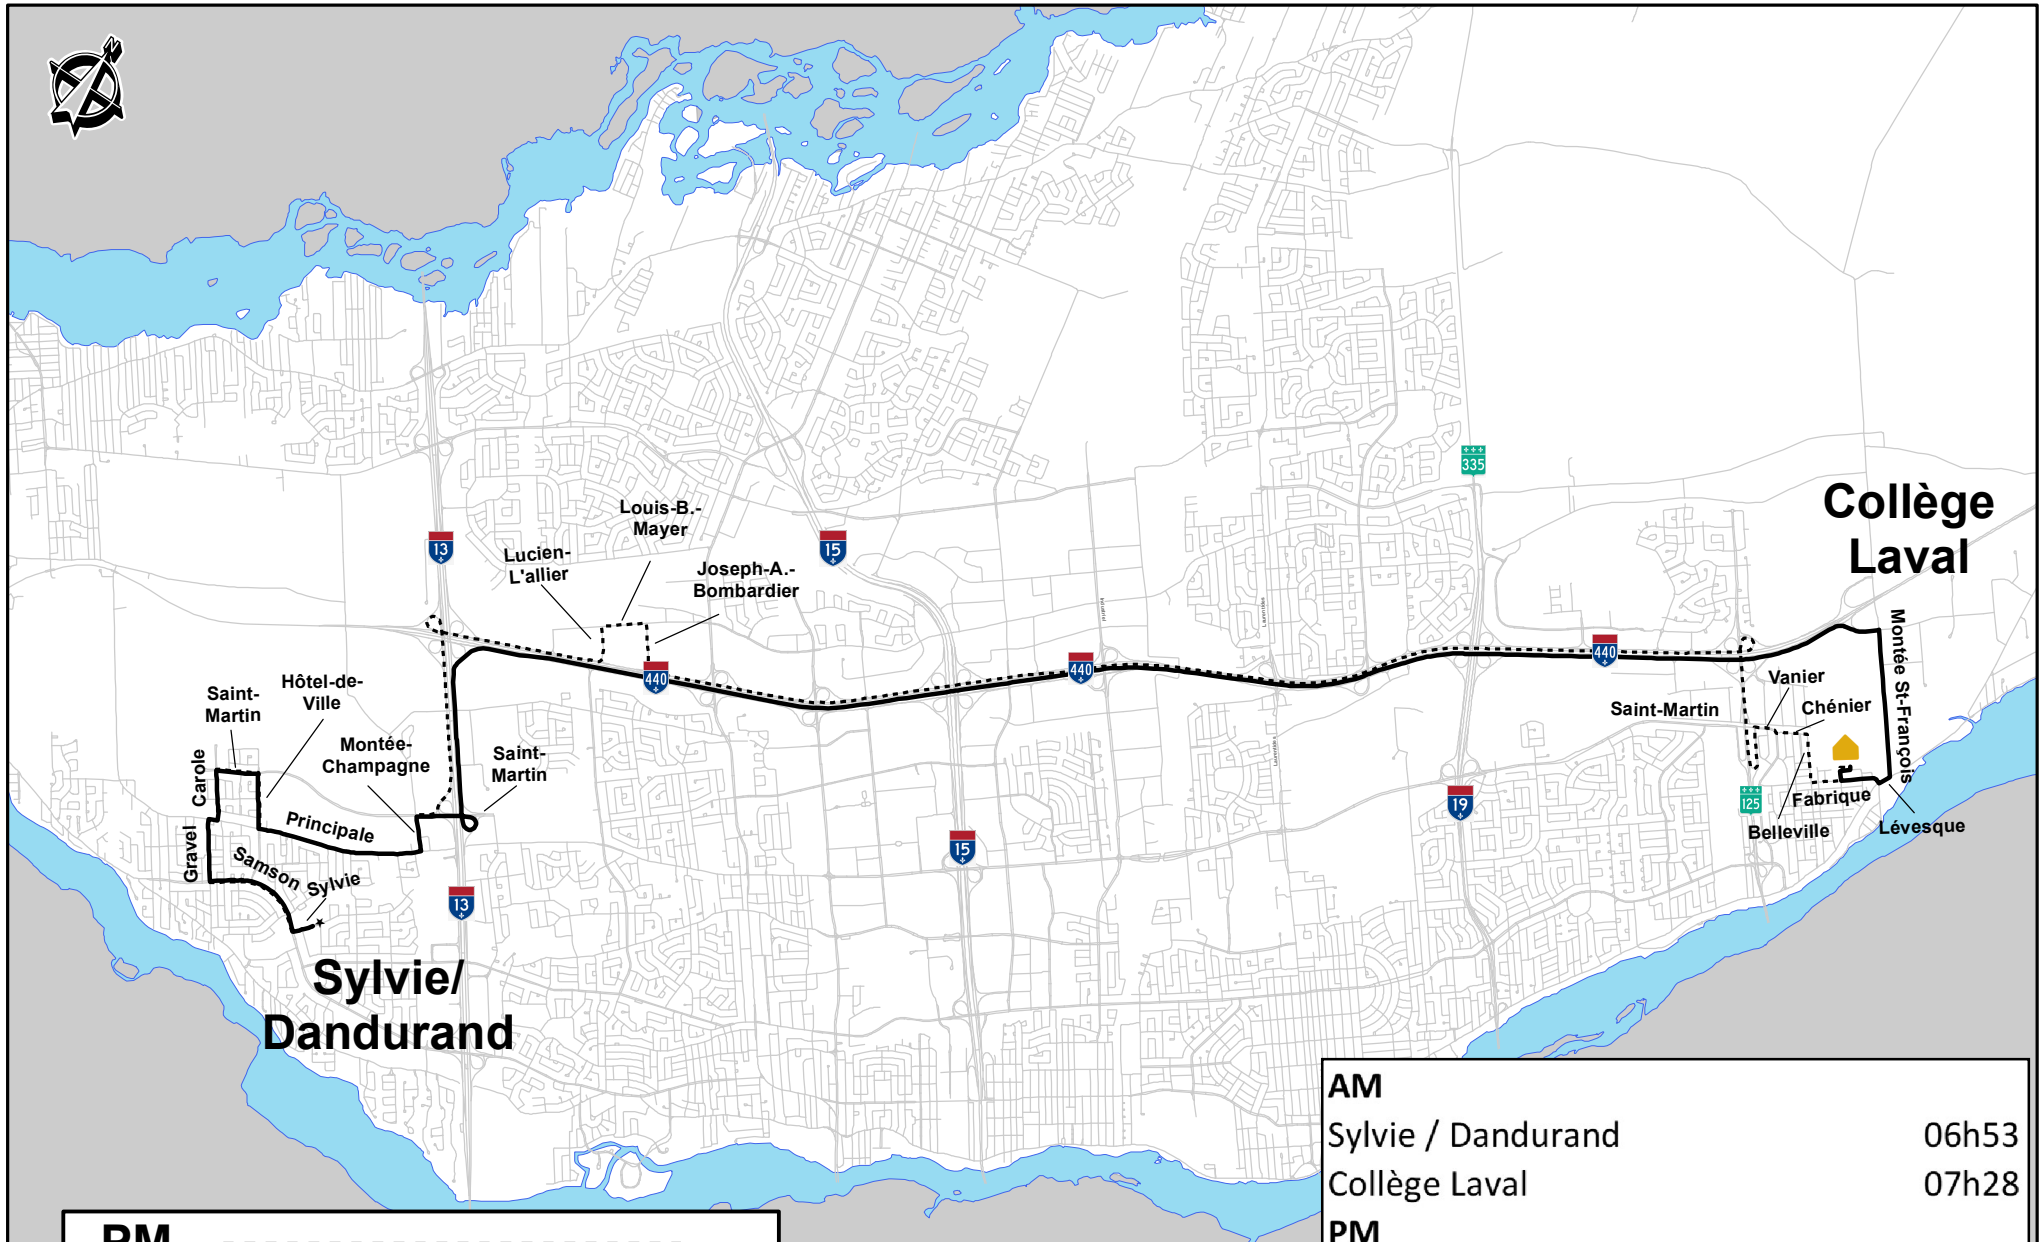 N
335
Collège
Laval
Louis-B.-
Mayer
13
15
Lucien-
L'allier
Joseph-A.-
Bombardier
Montée St-François
440
440
440
Saint-
Martin
Hôtel-de-
Ville
Vanier
Saint-Martin
Chénier
Montée-
Champagne
Saint-
Martin
Carole
Principale
19
125
Fabrique
Belleville
Lévesque
Gravel
Samson
Sylvie
15
13
Sylvie/
Dandurand
AM
Sylvie / Dandurand 06h53
Collège Laval 07h28
PM
PM